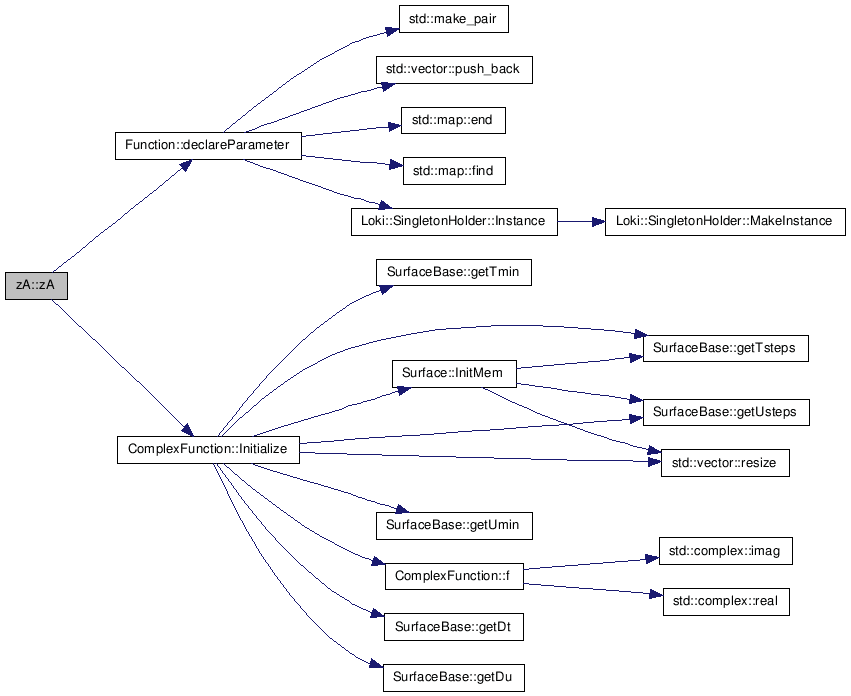 std::make_pair
std::vector::push_back
std::map::end
Function::declareParameter
std::map::find
Loki::SingletonHolder::Instance
Loki::SingletonHolder::MakeInstance
zA::zA
SurfaceBase::getTmin
SurfaceBase::getTsteps
Surface::InitMem
SurfaceBase::getUsteps
ComplexFunction::Initialize
std::vector::resize
SurfaceBase::getUmin
std::complex::imag
ComplexFunction::f
std::complex::real
SurfaceBase::getDt
SurfaceBase::getDu